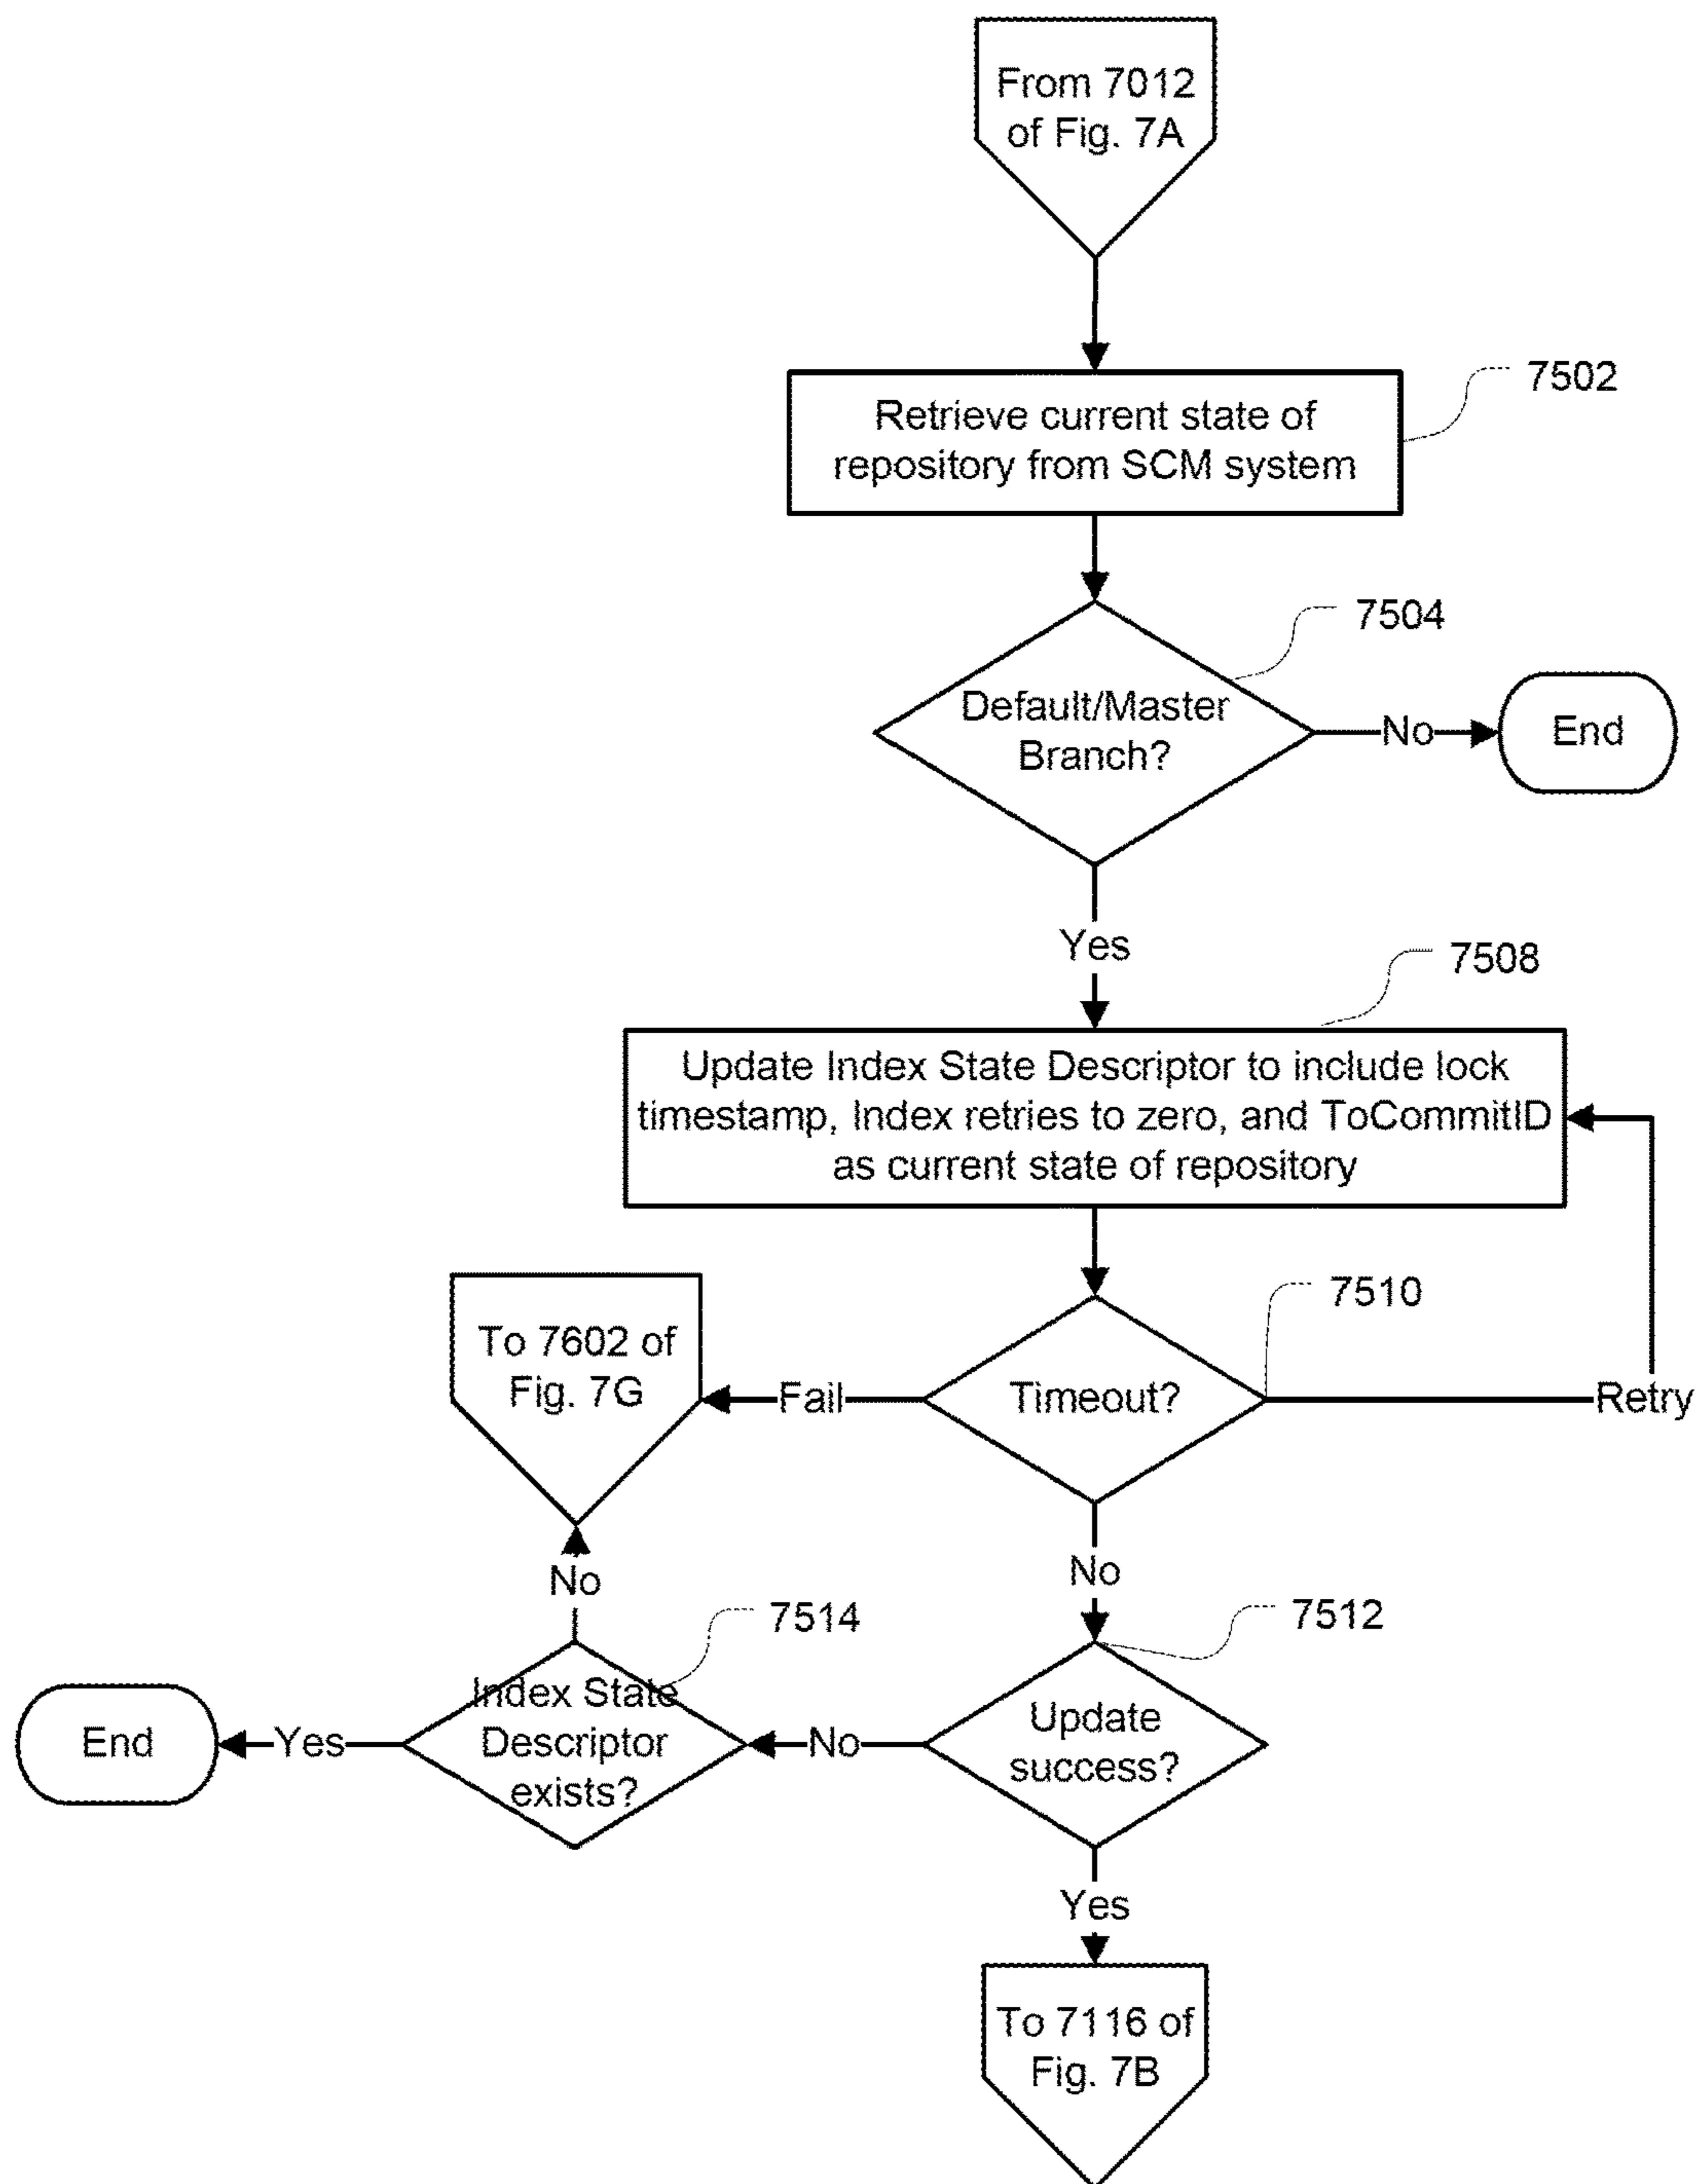 From 7012
of Fig. 7A
7502
Retrieve current state of
repository from SCM system
7504
Default/Master
Branch?
No
End
Yes
7508
Update Index State Descriptor to include lock
timestamp, Index retries to zero, and ToCommitID
as current state of repository
7510
To 7602 of
Fig. 7G
Fail
Timeout?
Retry
No
No
7514
7512
Index State
Descriptor
exists?
End
Yes
No
Update
success?
Yes
To 7116 of
Fig. 7B